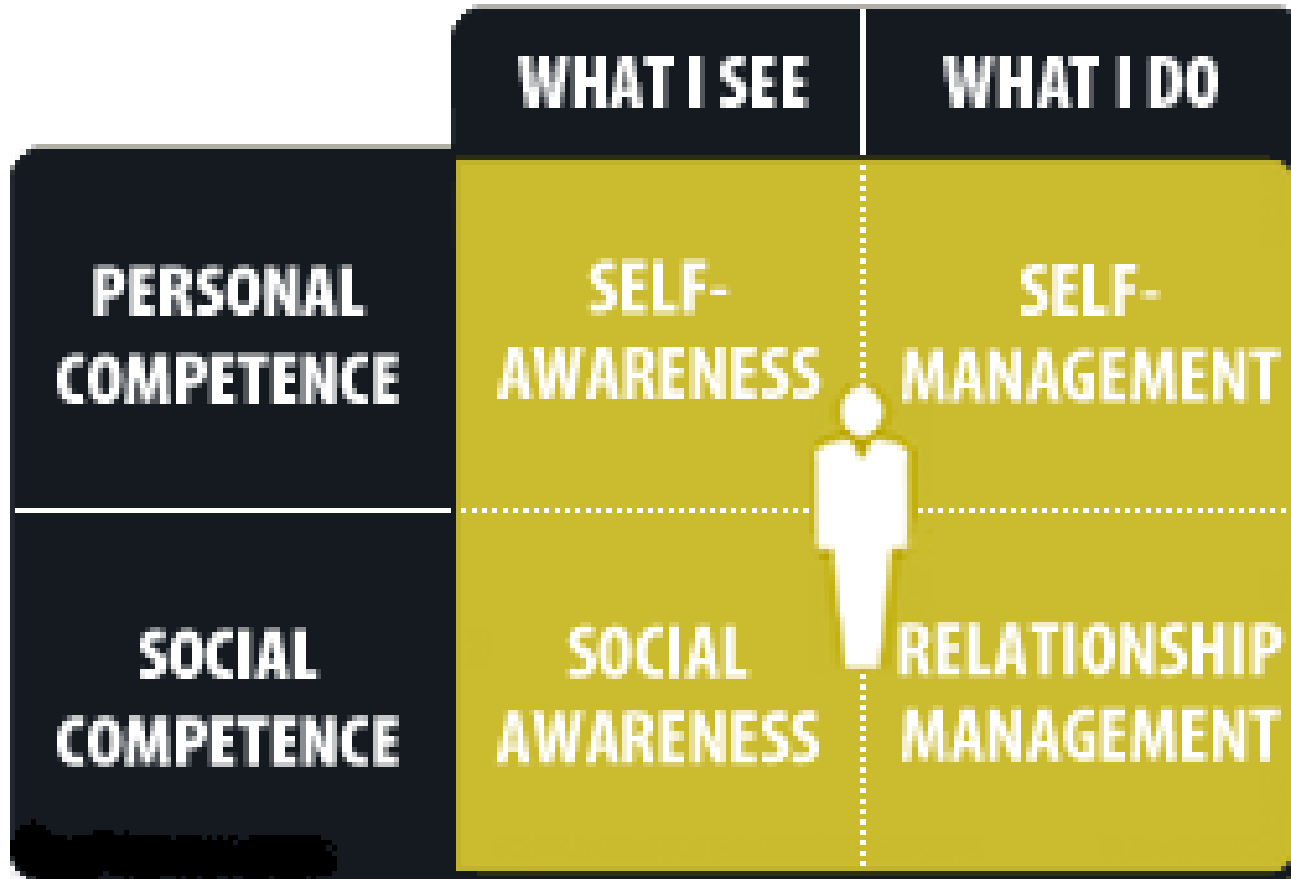 WHAT I SEE WHAT I DO
PERSONAL
COMPETENCE
SELF-
AWARENESS
SELF-
MANAGEMENT
SOCIAL
COMPETENCE
SOCIAL
AWARENESS
RELATIONSHIP
MANAGEMENT